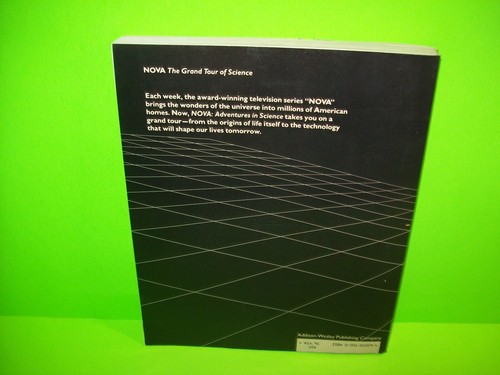 NOVA The Grand Tour of Science
Each week, the award-winning television series "NOVA"
brings the wonders of the universe into millions of American
homes. Now, NOVA: Adventures in Science takes you on a
grand tour—from the origins of life itself to the technology
that will shape our lives tomorrow.
Addison-Wesley Publishing Company
ISBN